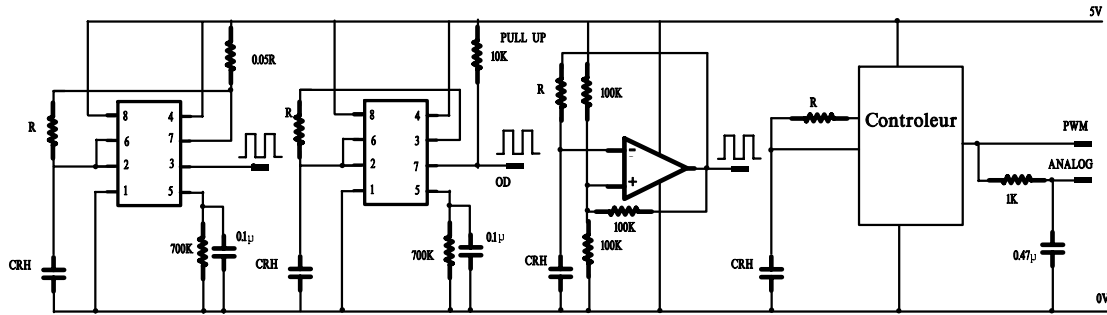 5V
0.05R
R
8
4
6
7
2
3
1
5
0.1µ
700K
CRH
PULL UP
10K
R
8
4
6
3
2
7
1
5
OD
0.1µ
700K
CRH
R
100K
-
+
100K
100K
CRH
R
Controleur
PWM
ANALOG
1K
CRH
0.47µ
0V